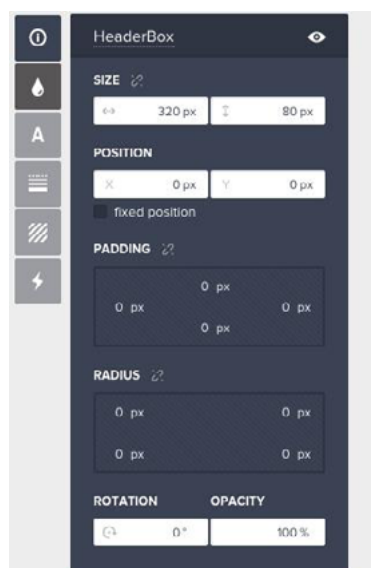 HeaderBox
SIZE
320 px 80 px
POSITION
X 0 px Y 0 px
fixed position
PADDING
0 px
0 px 0 px
0 px
RADIUS
0 px 0 px
0 px 0 px
ROTATION OPACITY
0° 100 %
A